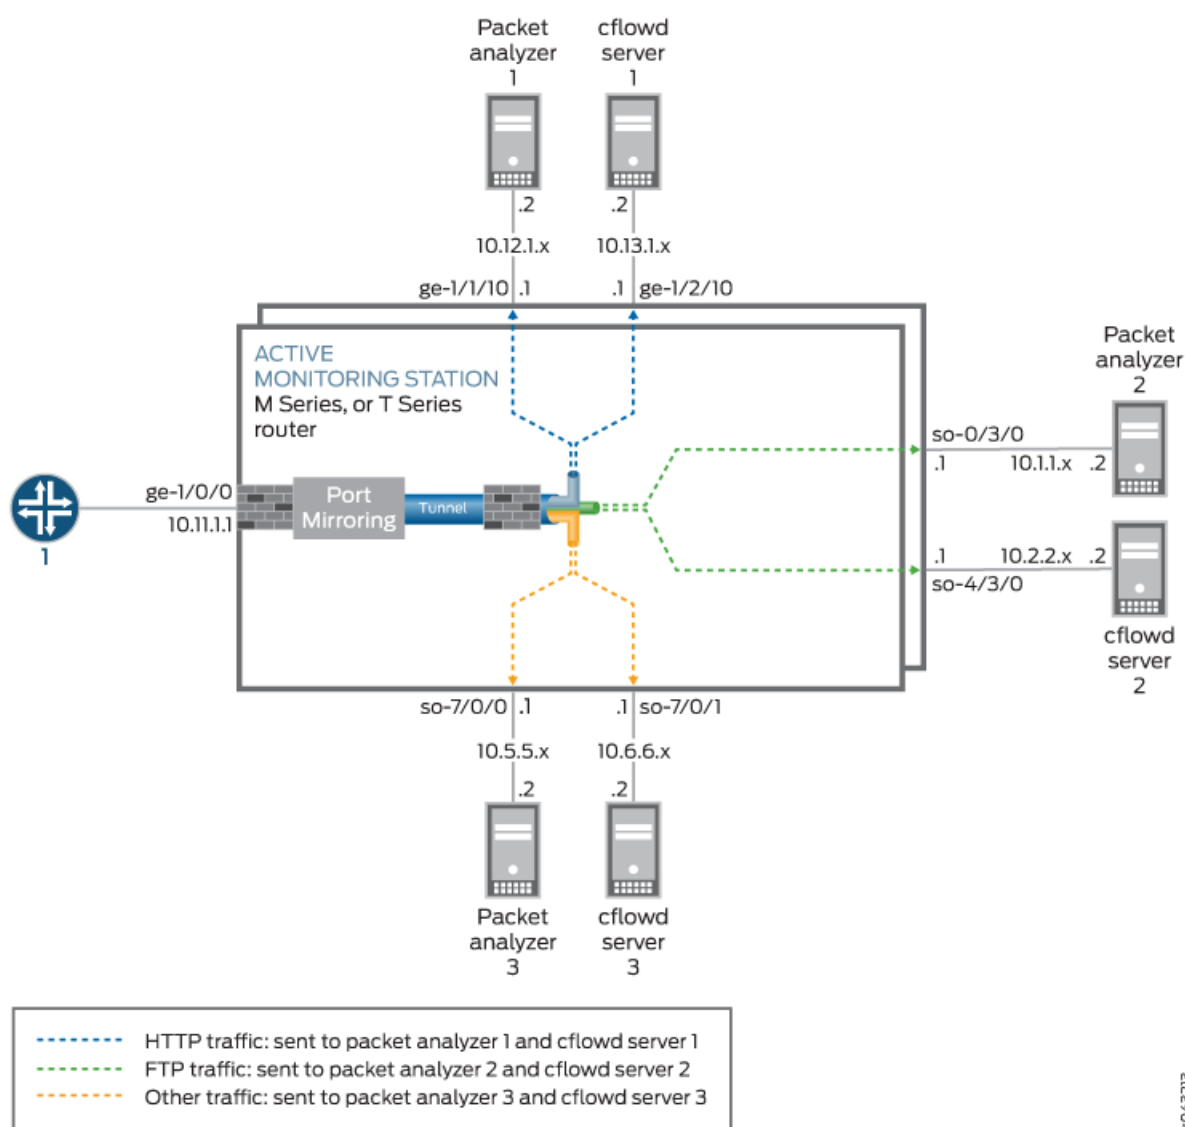 Packet
analyzer
1
cflowd
server
1
.2
.2
10.12.1.x
10.13.1.x
ge-1/1/10
.1
.1
ge-1/2/10
ACTIVE
MONITORING STATION
M Series, or T Series
router
Packet
analyzer
2
so-0/3/0
.1
10.1.1.x
.2
ge-1/0/0
10.11.1.1
1
Port
Mirroring
Tunnel
.1
10.2.2.x
.2
so-4/3/0
cflowd
server
2
so-7/0/0
.1
.1
so-7/0/1
10.5.5.x
10.6.6.x
.2
.2
Packet
analyzer
3
cflowd
server
3
HTTP traffic: sent to packet analyzer 1 and cflowd server 1
FTP traffic: sent to packet analyzer 2 and cflowd server 2
Other traffic: sent to packet analyzer 3 and cflowd server 3